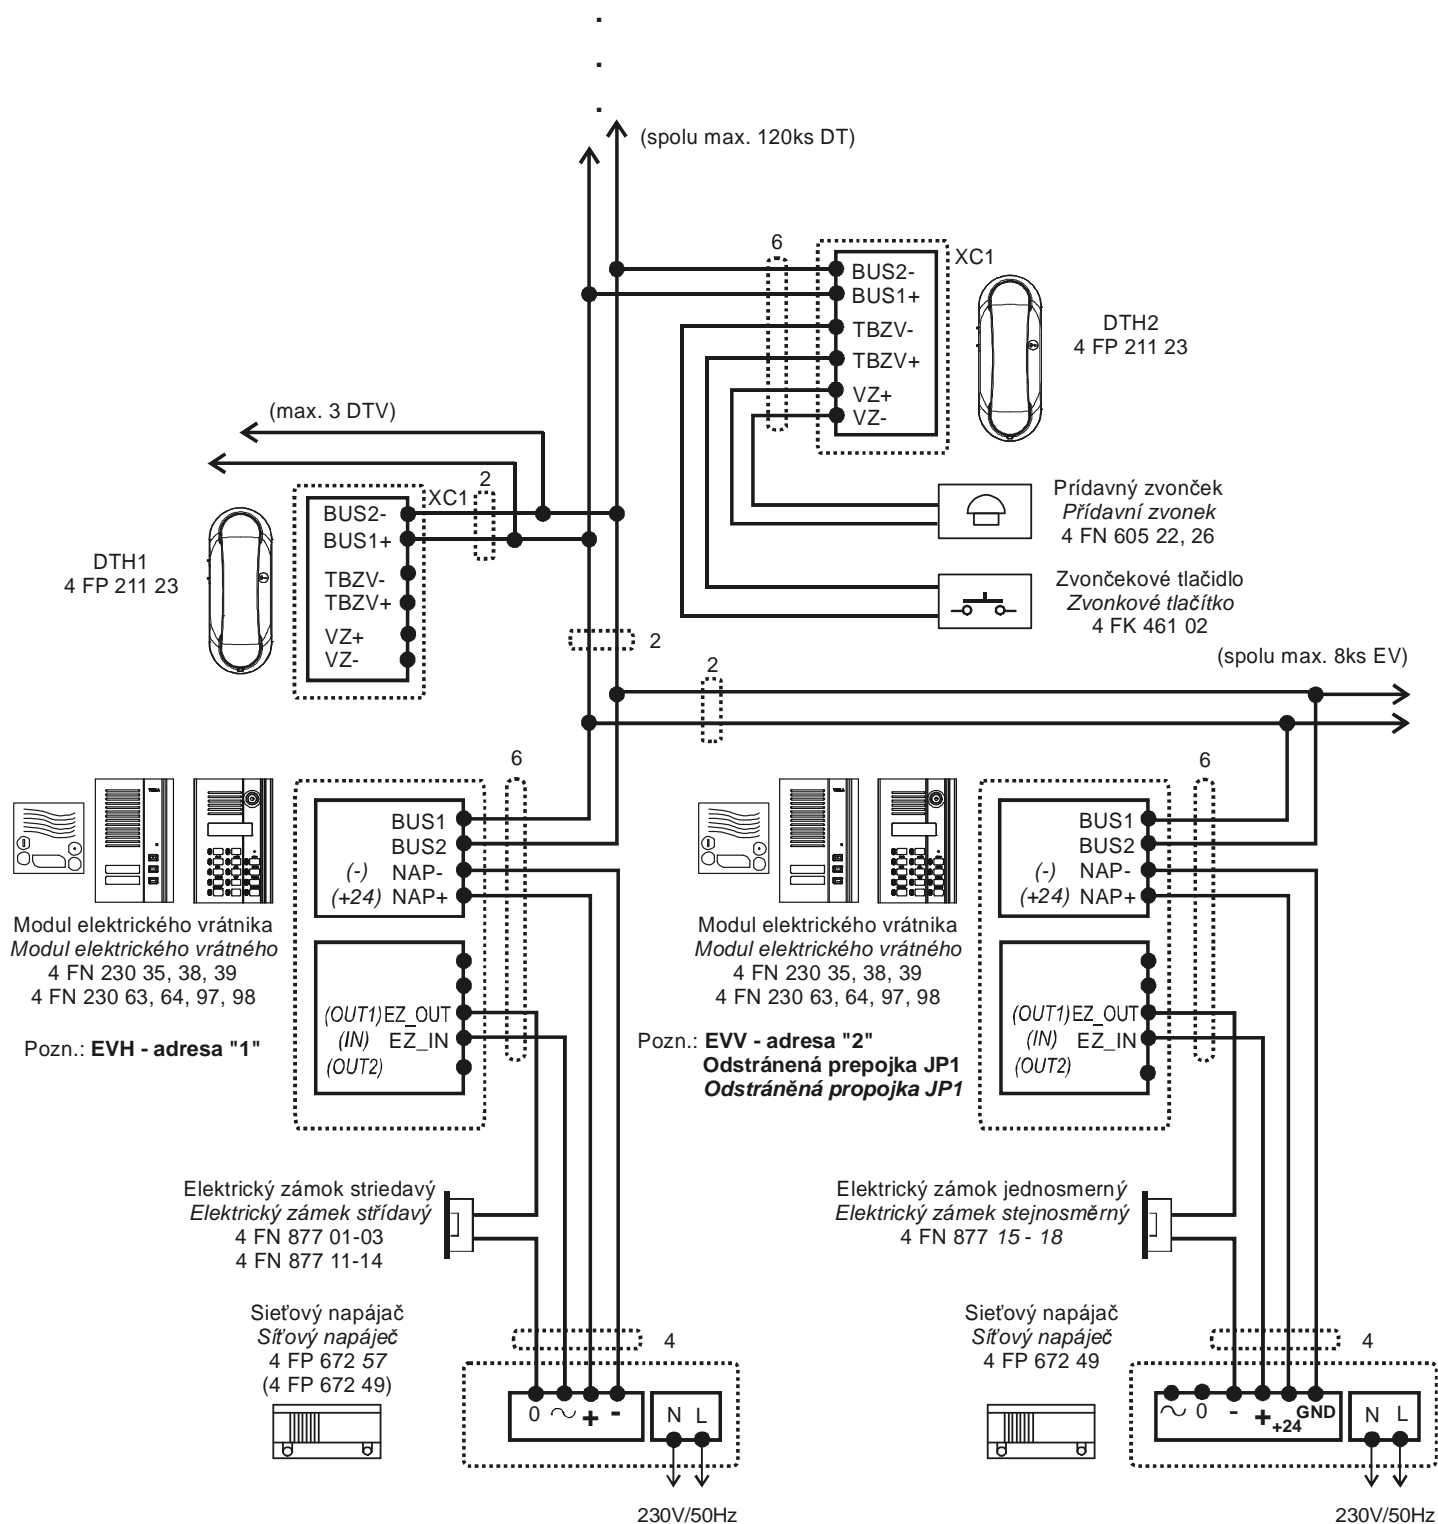 (spolu max. 120ks DT)
6
XC1
BUS2-
BUS1+
TBZV-
TBZV+
VZ+
VZ-
DTH2
4 FP 211 23
(max. 3 DTV)
2
XC1
BUS2-
BUS1+
TBZV-
TBZV+
VZ+
VZ-
DTH1
4 FP 211 23
Prídavný zvonček
Přídavní zvonek
4 FN 605 22, 26
Zvončekové tlačidlo
Zvonkové tlačítko
4 FK 461 02
2
2
(spolu max. 8ks EV)
6
BUS1
BUS2
(-) NAP-
(+24) NAP+
(OUT1) EZ_OUT
(IN) EZ_IN
(OUT2)
Modul elektrického vrátnika
Modul elektrického vrátného
4 FN 230 35, 38, 39
4 FN 230 63, 64, 97, 98
Pozn.: EVH - adresa "1"
6
BUS1
BUS2
(-) NAP-
(+24) NAP+
(OUT1) EZ_OUT
(IN) EZ_IN
(OUT2)
Modul elektrického vrátnika
Modul elektrického vrátného
4 FN 230 35, 38, 39
4 FN 230 63, 64, 97, 98
Pozn.: EVV - adresa "2"
Odstránená prepojka JP1
Odstráněná propojka JP1
Elektrický zámok striedavý
Elektrický zámek střídavý
4 FN 877 01-03
4 FN 877 11-14
Sieťový napájač
Síťový napáječ
4 FP 672 57
(4 FP 672 49)
4
0 ~ + -
N L
230V/50Hz
Elektrický zámok jednosmerný
Elektrický zámek stejnosměrný
4 FN 877 15 - 18
Sieťový napájač
Síťový napáječ
4 FP 672 49
4
~ 0 - + +24 GND
N L
230V/50Hz